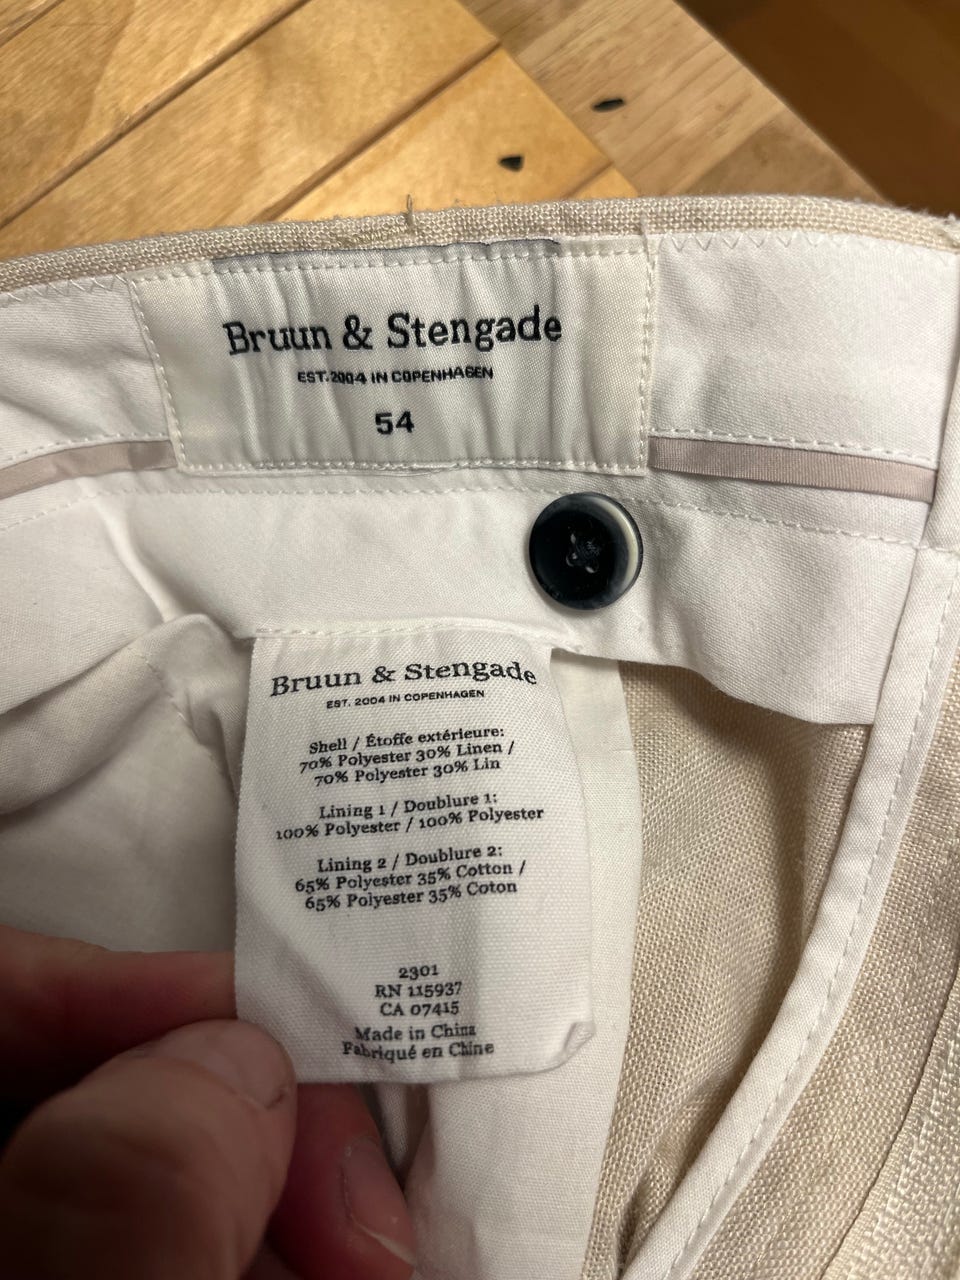 Bruun & Stengade
EST. 2004 IN COPENHAGEN
54
Bruun & Stengade
EST. 2004 IN COPENHAGEN
Shell / Étoffe extérieure:
70% Polyester 30% Linen /
70% Polyester 30% Lin
Lining 1 / Doublure 1:
100% Polyester / 100% Polyester
Lining 2 / Doublure 2:
65% Polyester 35% Cotton /
65% Polyester 35% Coton
2301
RN 115937
CA 07415
Made in China
Fabriqué en Chine